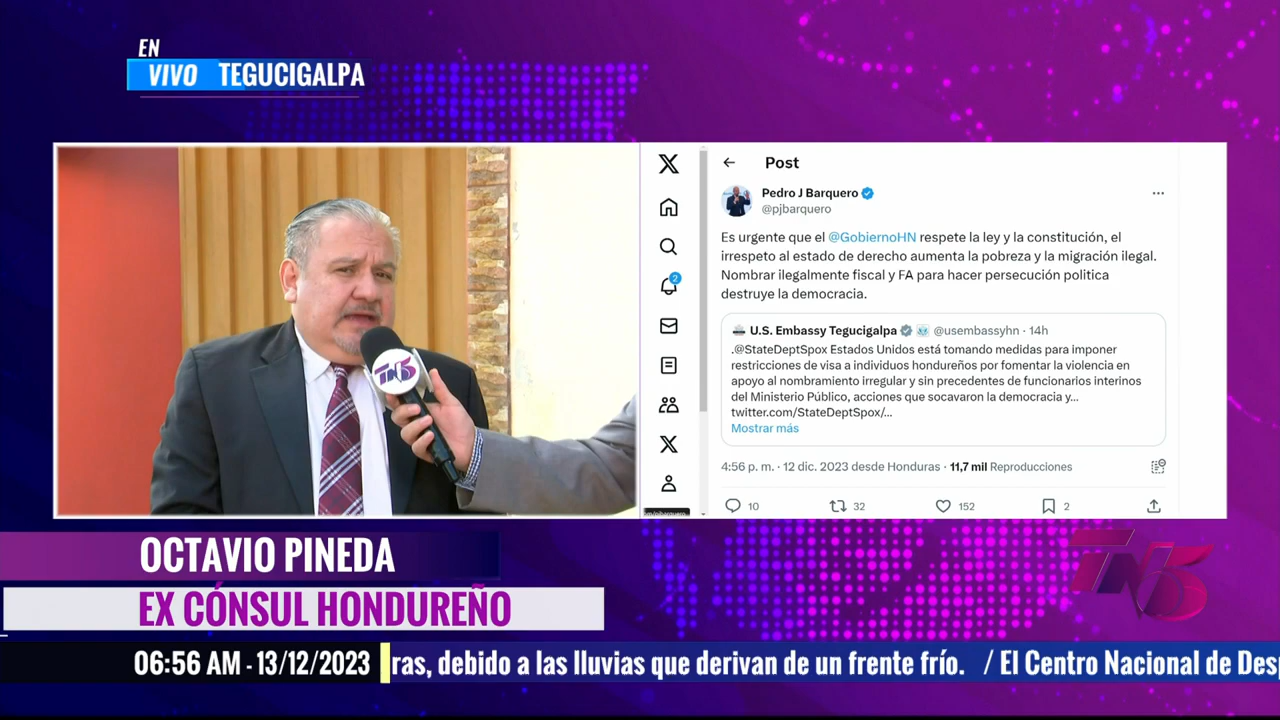 EN
VIVO TEGUCIGALPA
TN5
X
Post
Pedro J Barquero
@pjbarquero
Es urgente que el @GobiernoHN respete la ley y la constitución, el
irrespeto al estado de derecho aumenta la pobreza y la migración ilegal.
Nombrar ilegalmente fiscal y FA para hacer persecución politica
destruye la democracia.
U.S. Embassy Tegucigalpa @usembassyhn · 14h
.@StateDeptSpox Estados Unidos está tomando medidas para imponer
restricciones de visa a individuos hondureños por fomentar la violencia en
apoyo al nombramiento irregular y sin precedentes de funcionarios interinos
del Ministerio Público, acciones que socavaron la democracia y...
twitter.com/StateDeptSpox/...
Mostrar más
4:56 p. m. · 12 dic. 2023 desde Honduras · 11,7 mil Reproducciones
10 32 152 2
2
X
OCTAVIO PINEDA
EX CÓNSUL HONDUREÑO
TN5
06:56 AM - 13/12/2023 ras, debido a las lluvias que derivan de un frente frío. / El Centro Nacional de Des